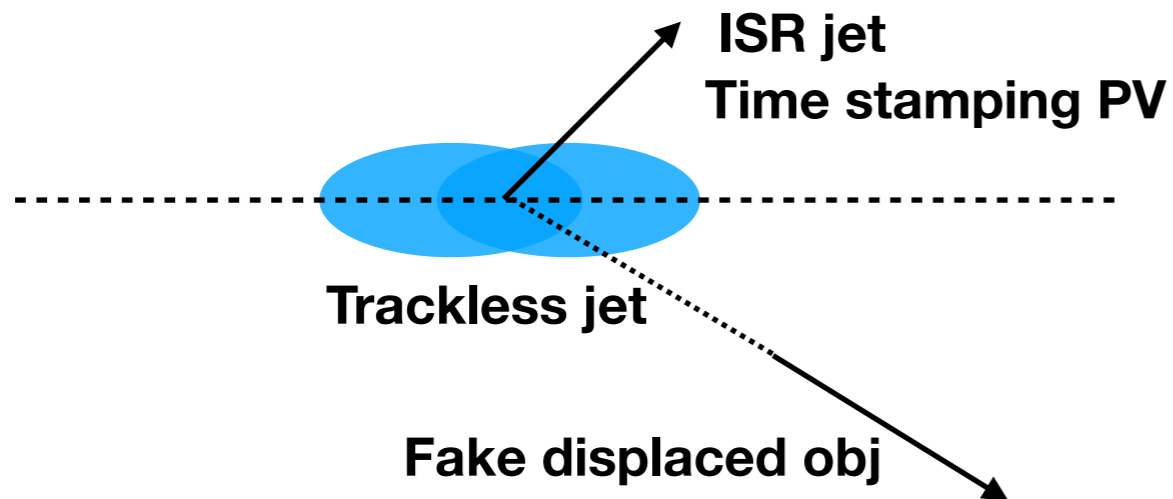 ISR jet
Time stamping PV
Trackless jet
Fake displaced obj